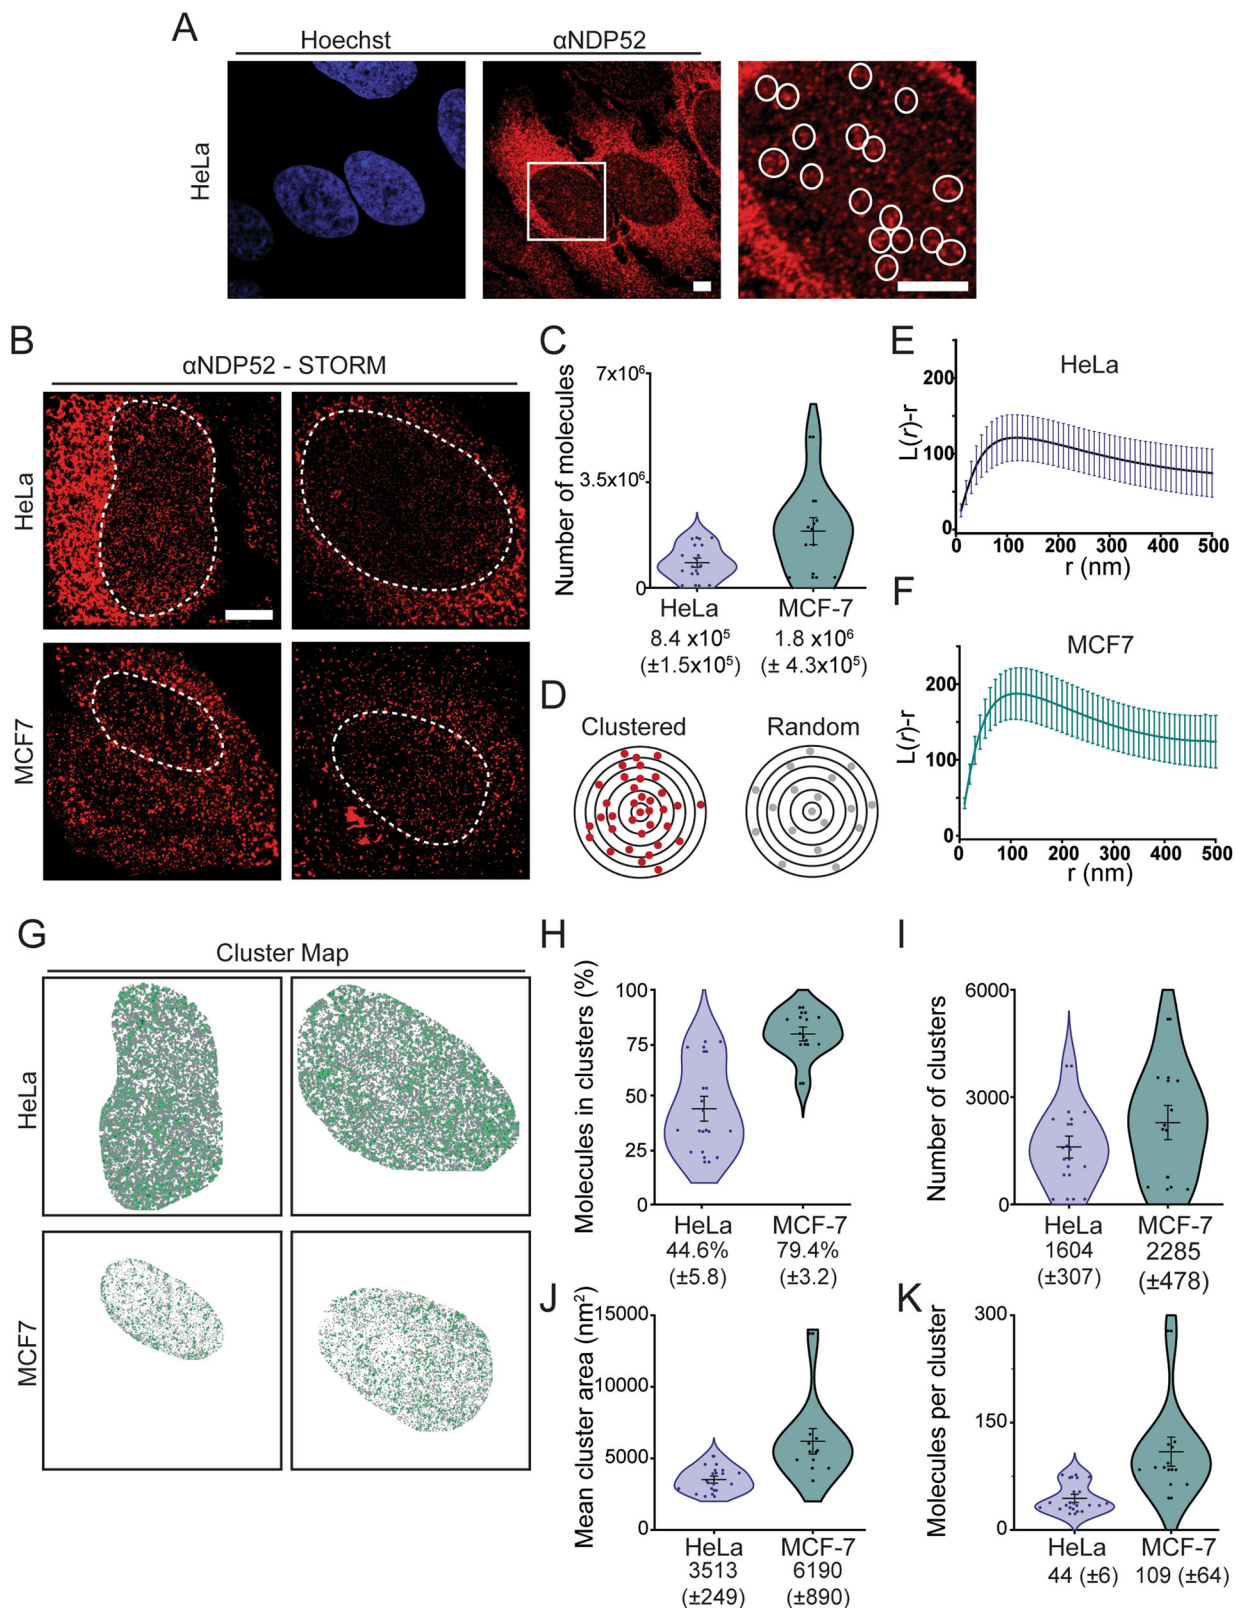 A
Hoechst
αNDP52
HeLa
B
αNDP52 - STORM
HeLa
MCF7
C
Number of molecules
7x10⁶
3.5x10⁶
0
HeLa
MCF-7
8.4 x10⁵
1.8 x10⁶
(±1.5x10⁵)
(± 4.3x10⁵)
D
Clustered
Random
E
HeLa
L(r)-r
200
100
0
0 100 200 300 400 500
r (nm)
F
MCF7
L(r)-r
200
100
0
0 100 200 300 400 500
r (nm)
G
Cluster Map
HeLa
MCF7
H
Molecules in clusters (%)
100
75
50
25
0
HeLa
MCF-7
44.6%
79.4%
(±5.8)
(±3.2)
I
Number of clusters
6000
3000
0
HeLa
MCF-7
1604
2285
(±307)
(±478)
J
Mean cluster area (nm²)
15000
10000
5000
0
HeLa
MCF-7
3513
6190
(±249)
(±890)
K
Molecules per cluster
300
150
0
HeLa
MCF-7
44 (±6)
109 (±64)